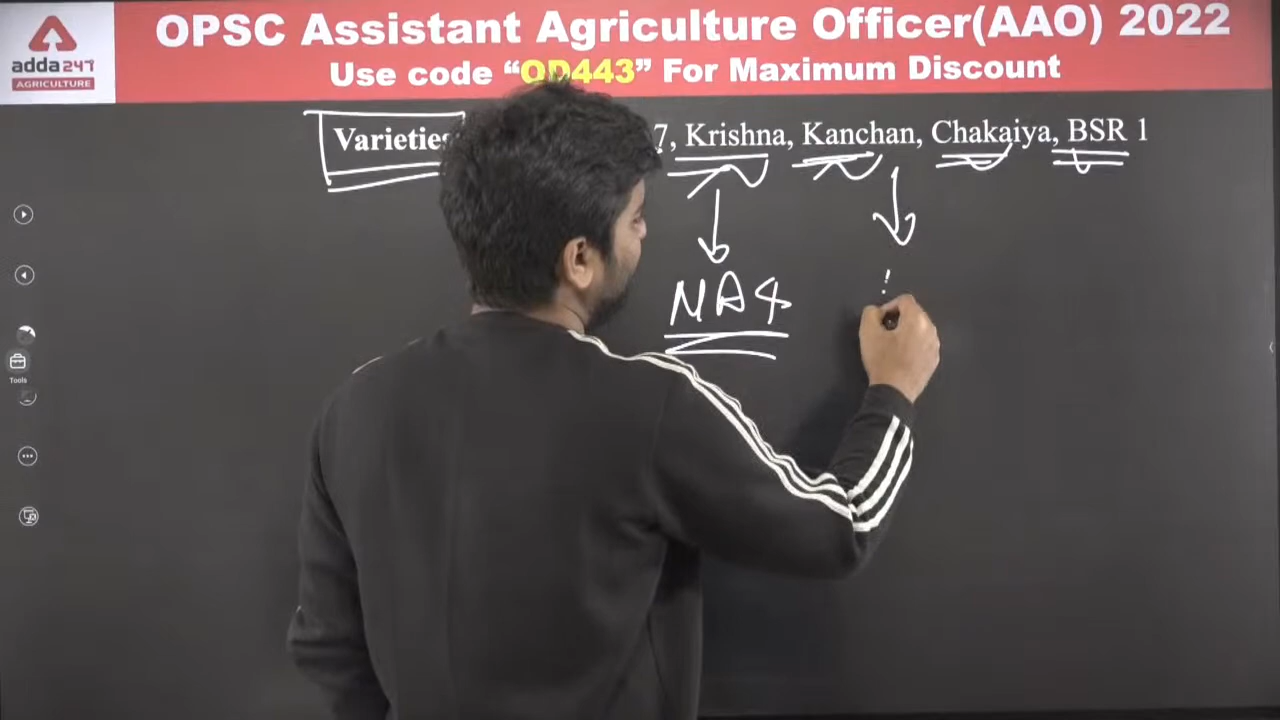 OPSC Assistant Agriculture Officer(AAO) 2022
adda247
AGRICULTURE
Use code “OD443” For Maximum Discount
Varieties 7, Krishna, Kanchan, Chakaiya, BSR 1
NA4
Tools